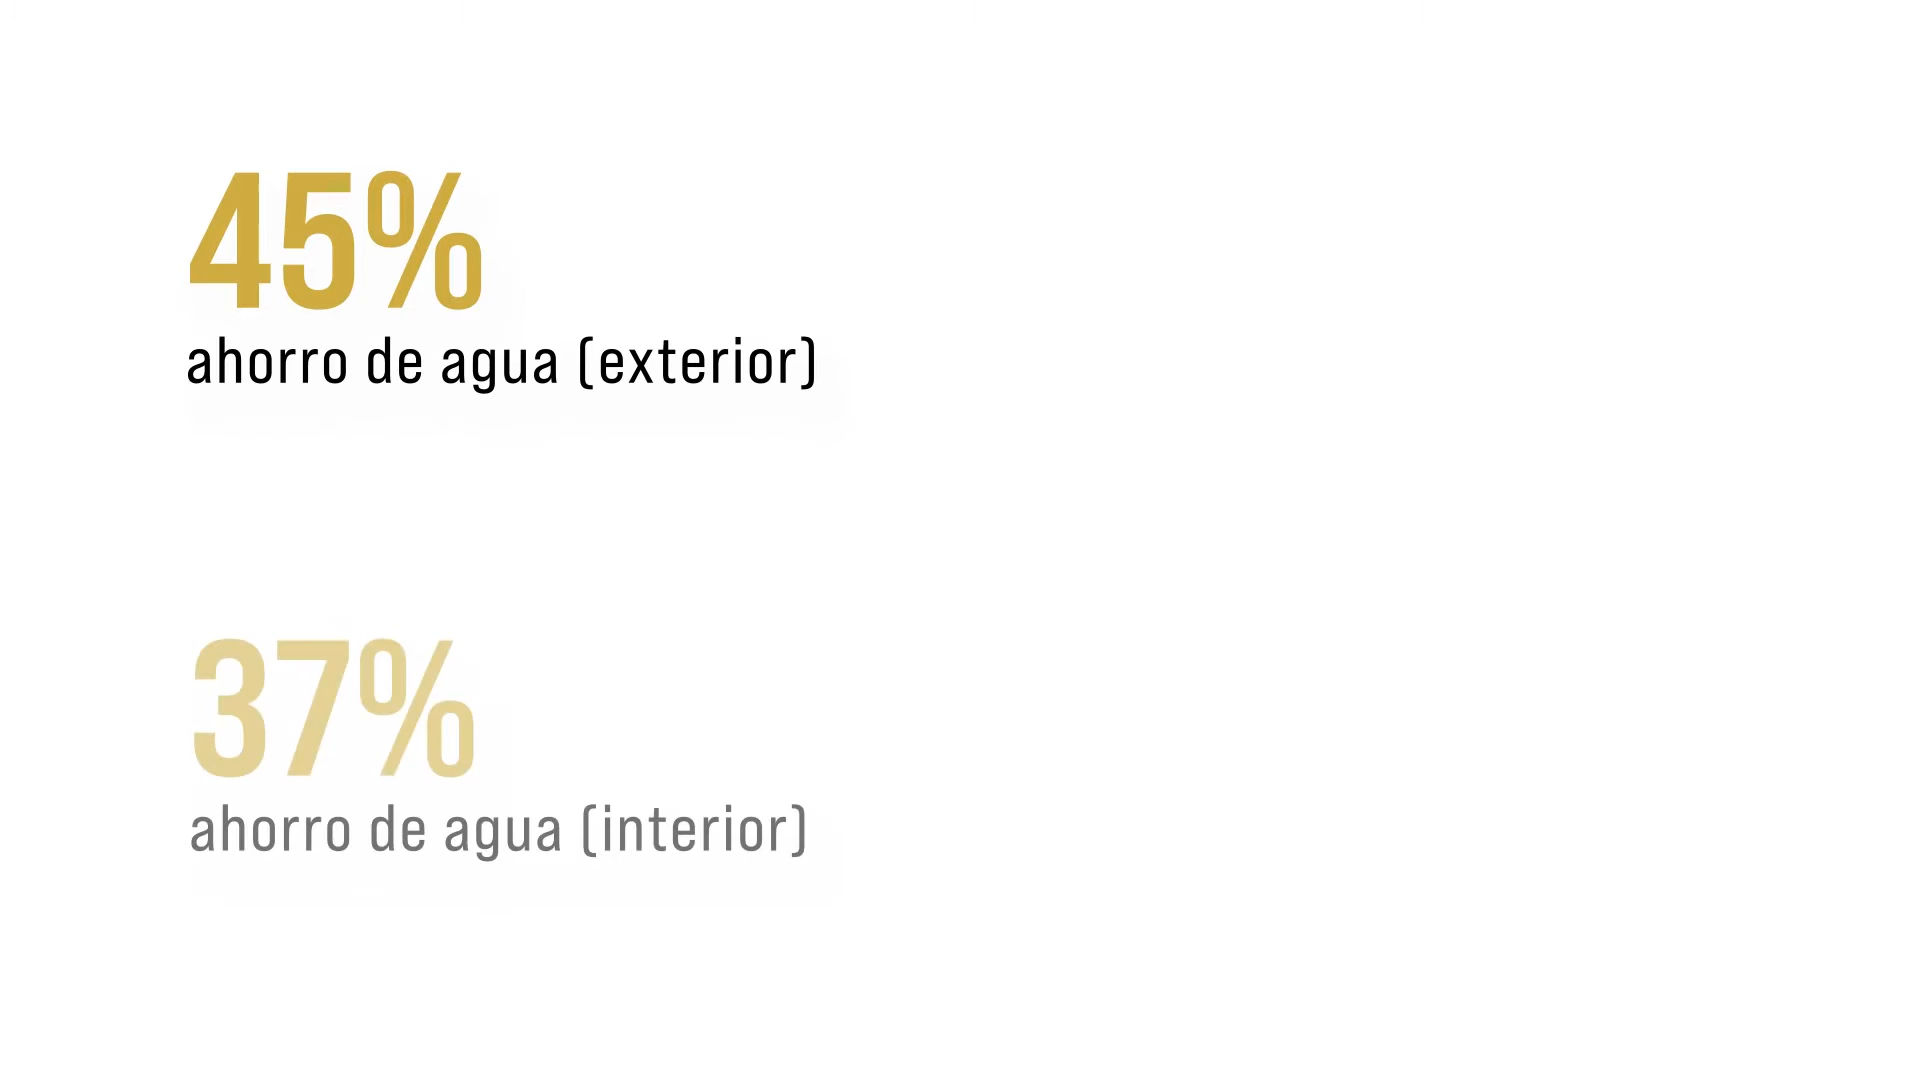 45%
ahorro de agua (exterior)
37%
ahorro de agua (interior)